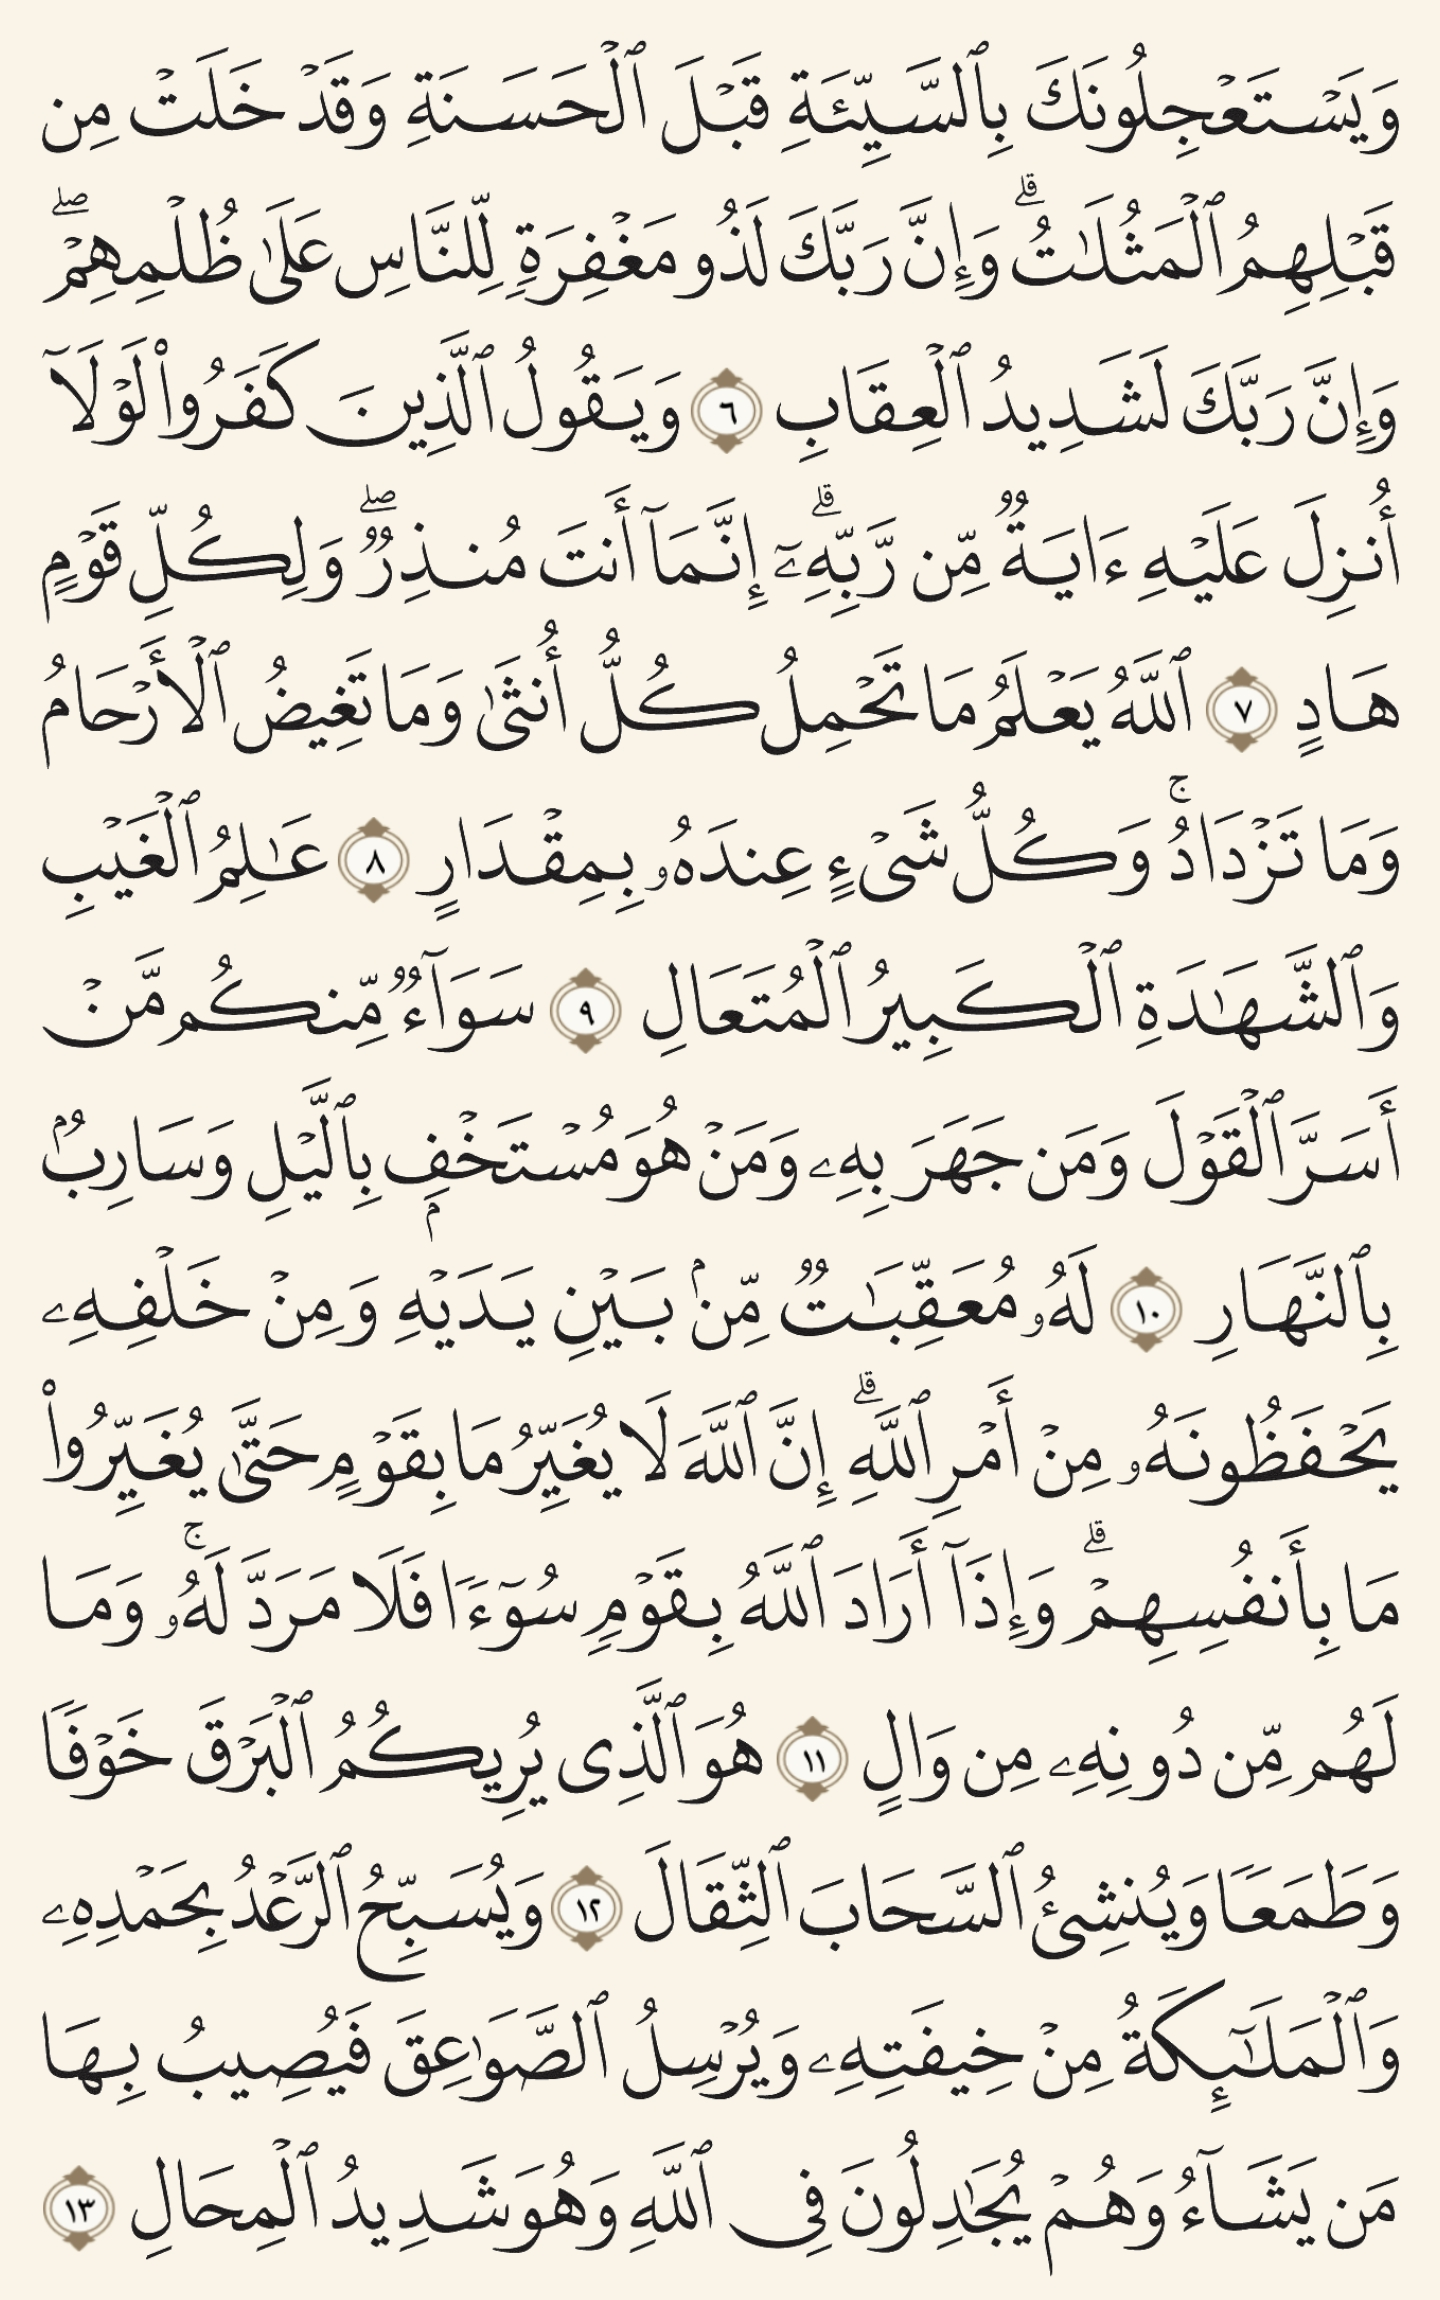 وَيَسۡتَعۡجِلُونَكَ بِٱلسَّيِّئَةِ قَبۡلَ ٱلۡحَسَنَةِ وَقَدۡ خَلَتۡ مِن
قَبۡلِهِمُ ٱلۡمَثُلَٰتُۗ وَإِنَّ رَبَّكَ لَذُو مَغۡفِرَةٖ لِّلنَّاسِ عَلَىٰ ظُلۡمِهِمۡۖ
وَإِنَّ رَبَّكَ لَشَدِيدُ ٱلۡعِقَابِ ٦ وَيَقُولُ ٱلَّذِينَ كَفَرُواْ لَوۡلَآ
أُنزِلَ عَلَيۡهِ ءَايَةٞ مِّن رَّبِّهِۦٓۗ إِنَّمَآ أَنتَ مُنذِرٞۖ وَلِكُلِّ قَوۡمٍ
هَادٍ ٧ ٱللَّهُ يَعۡلَمُ مَا تَحۡمِلُ كُلُّ أُنثَىٰ وَمَا تَغِيضُ ٱلۡأَرۡحَامُ
وَمَا تَزۡدَادُۚ وَكُلُّ شَيۡءٍ عِندَهُۥ بِمِقۡدَارٍ ٨ عَٰلِمُ ٱلۡغَيۡبِ
وَٱلشَّهَٰدَةِ ٱلۡكَبِيرُ ٱلۡمُتَعَالِ ٩ سَوَآءٞ مِّنكُم مَّنۡ
أَسَرَّ ٱلۡقَوۡلَ وَمَن جَهَرَ بِهِۦ وَمَنۡ هُوَ مُسۡتَخۡفِۭ بِٱلَّيۡلِ وَسَارِبُۢ
بِٱلنَّهَارِ ١٠ لَهُۥ مُعَقِّبَٰتٞ مِّنۢ بَيۡنِ يَدَيۡهِ وَمِنۡ خَلۡفِهِۦ
يَحۡفَظُونَهُۥ مِنۡ أَمۡرِ ٱللَّهِۗ إِنَّ ٱللَّهَ لَا يُغَيِّرُ مَا بِقَوۡمٍ حَتَّىٰ يُغَيِّرُواْ
مَا بِأَنفُسِهِمۡۗ وَإِذَآ أَرَادَ ٱللَّهُ بِقَوۡمٖ سُوٓءٗا فَلَا مَرَدَّ لَهُۥۚ وَمَا
لَهُم مِّن دُونِهِۦ مِن وَالٍ ١١ هُوَ ٱلَّذِي يُرِيكُمُ ٱلۡبَرۡقَ خَوۡفٗا
وَطَمَعٗا وَيُنشِئُ ٱلسَّحَابَ ٱلثِّقَالَ ١٢ وَيُسَبِّحُ ٱلرَّعۡدُ بِحَمۡدِهِۦ
وَٱلۡمَلَٰٓئِكَةُ مِنۡ خِيفَتِهِۦ وَيُرۡسِلُ ٱلصَّوَٰعِقَ فَيُصِيبُ بِهَا
مَن يَشَآءُ وَهُمۡ يُجَٰدِلُونَ فِي ٱللَّهِ وَهُوَ شَدِيدُ ٱلۡمِحَالِ ١٣